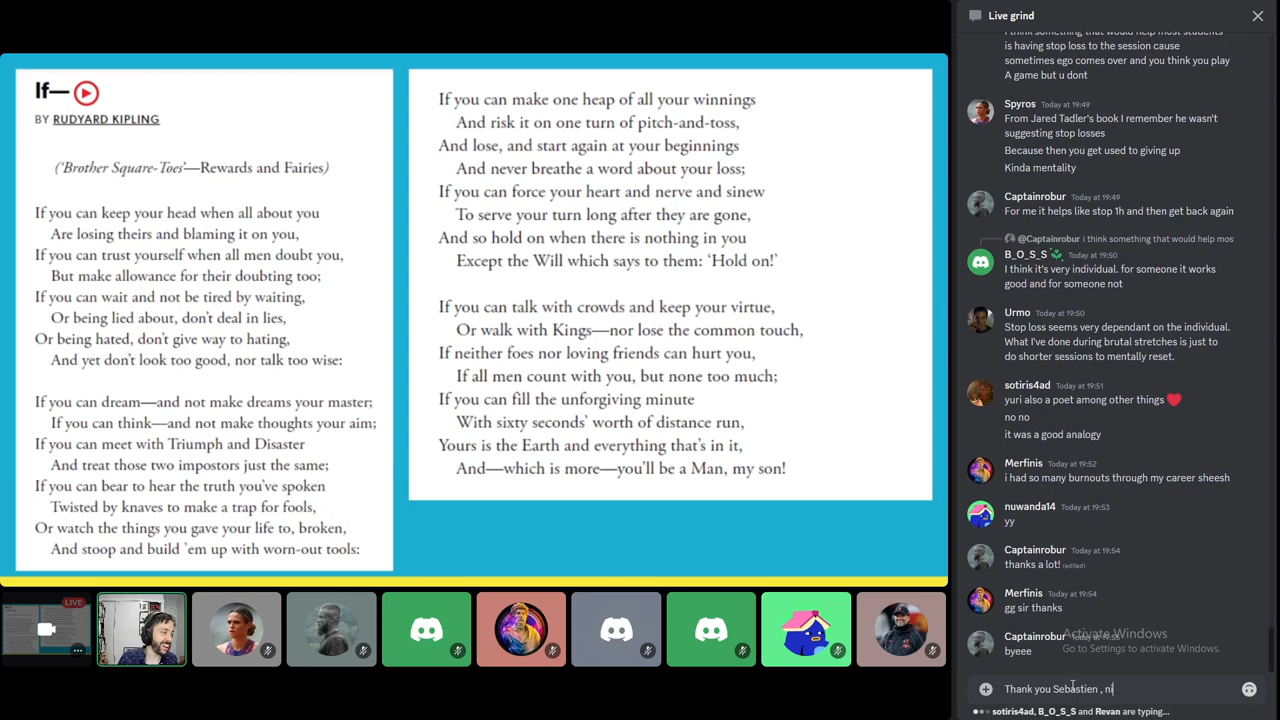 If—
BY RUDYARD KIPLING
(‘Brother Square-Toes’—Rewards and Fairies)
If you can keep your head when all about you
Are losing theirs and blaming it on you,
If you can trust yourself when all men doubt you,
But make allowance for their doubting too;
If you can wait and not be tired by waiting,
Or being lied about, don’t deal in lies,
Or being hated, don’t give way to hating,
And yet don’t look too good, nor talk too wise:
If you can dream—and not make dreams your master;
If you can think—and not make thoughts your aim;
If you can meet with Triumph and Disaster
And treat those two impostors just the same;
If you can bear to hear the truth you’ve spoken
Twisted by knaves to make a trap for fools,
Or watch the things you gave your life to, broken,
And stoop and build ’em up with worn-out tools:
If you can make one heap of all your winnings
And risk it on one turn of pitch-and-toss,
And lose, and start again at your beginnings
And never breathe a word about your loss;
If you can force your heart and nerve and sinew
To serve your turn long after they are gone,
And so hold on when there is nothing in you
Except the Will which says to them: ‘Hold on!’
If you can talk with crowds and keep your virtue,
Or walk with Kings—nor lose the common touch,
If neither foes nor loving friends can hurt you,
If all men count with you, but none too much;
If you can fill the unforgiving minute
With sixty seconds’ worth of distance run,
Yours is the Earth and everything that’s in it,
And—which is more—you’ll be a Man, my son!
LIVE
Live grind
I think something that would help most students
is having stop loss to the session cause
sometimes ego comes over and you think you play
A game but u dont
Spyros Today at 19:49
From Jared Tadler's book I remember he wasn't
suggesting stop losses
Because then you get used to giving up
Kinda mentality
Captainrobur Today at 19:49
For me it helps like stop 1h and then get back again
@Captainrobur i think something that would help mos
B_O_S_S Today at 19:50
I think it's very individual. for someone it works
good and for someone not
Urmo Today at 19:50
Stop loss seems very dependant on the individual.
What I've done during brutal stretches is just to
do shorter sessions to mentally reset.
sotiris4ad Today at 19:51
yuri also a poet among other things ❤️
no no
it was a good analogy
Merfinis Today at 19:52
i had so many burnouts through my career sheesh
nuwanda14 Today at 19:53
yy
Captainrobur Today at 19:54
thanks a lot! (edited)
Merfinis Today at 19:54
gg sir thanks
Captainrobur
byeee
Activate Windows
Go to Settings to activate Windows.
Thank you Sebastien , ni
sotiris4ad, B_O_S_S and Revan are typing...